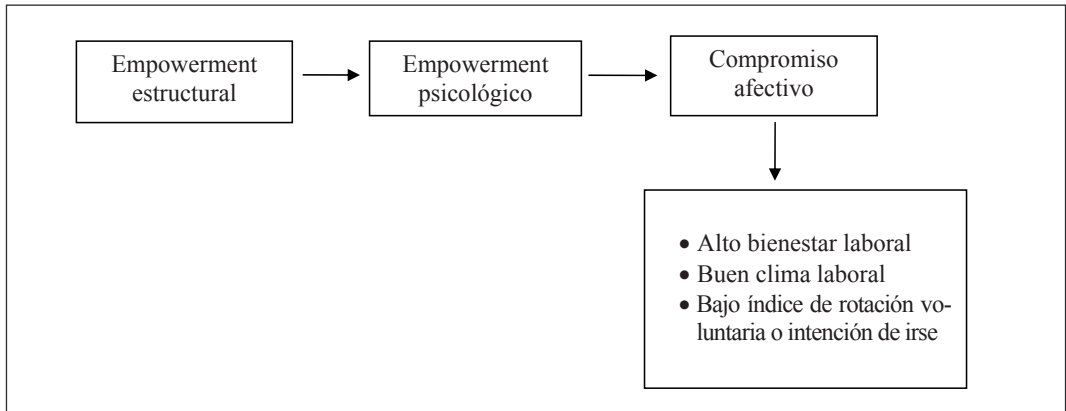 Empowerment
estructural
Empowerment
psicológico
Compromiso
afectivo
• Alto bienestar laboral
• Buen clima laboral
• Bajo índice de rotación vo-
luntaria o intención de irse